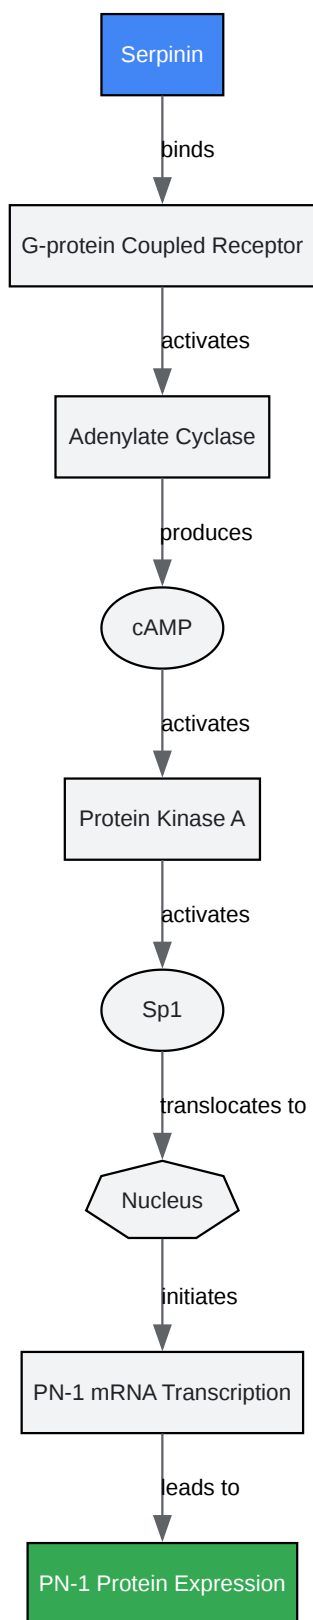 Serpinin
binds
G-protein Coupled Receptor
activates
Adenylate Cyclase
produces
cAMP
activates
Protein Kinase A
activates
Sp1
translocates to
Nucleus
initiates
PN-1 mRNA Transcription
leads to
PN-1 Protein Expression